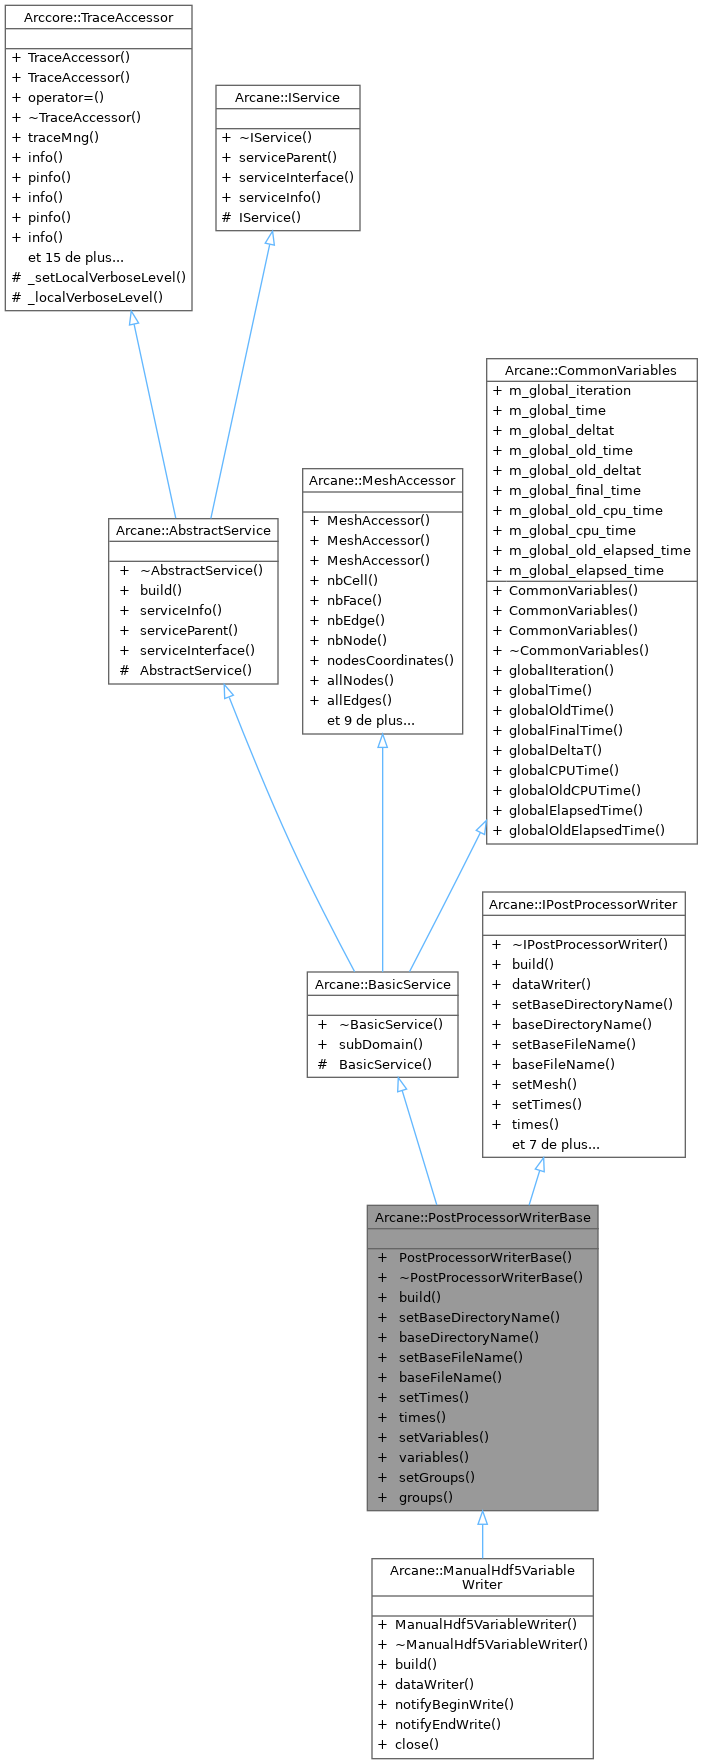 Arccore::TraceAccessor
+ TraceAccessor()
+ TraceAccessor()
+ operator=()
+ ~TraceAccessor()
+ traceMng()
+ info()
+ pinfo()
+ info()
+ pinfo()
+ info()
et 15 de plus...
# _setLocalVerboseLevel()
# _localVerboseLevel()
Arcane::IService
+ ~IService()
+ serviceParent()
+ serviceInterface()
+ serviceInfo()
# IService()
Arcane::CommonVariables
+ m_global_iteration
+ m_global_time
+ m_global_deltat
+ m_global_old_time
+ m_global_old_deltat
+ m_global_final_time
+ m_global_old_cpu_time
+ m_global_cpu_time
+ m_global_old_elapsed_time
+ m_global_elapsed_time
+ CommonVariables()
+ CommonVariables()
+ CommonVariables()
+ ~CommonVariables()
+ globalIteration()
+ globalTime()
+ globalOldTime()
+ globalFinalTime()
+ globalDeltaT()
+ globalCPUTime()
+ globalOldCPUTime()
+ globalElapsedTime()
+ globalOldElapsedTime()
Arcane::MeshAccessor
+ MeshAccessor()
+ MeshAccessor()
+ MeshAccessor()
+ nbCell()
+ nbFace()
+ nbEdge()
+ nbNode()
+ nodesCoordinates()
+ allNodes()
+ allEdges()
et 9 de plus...
Arcane::AbstractService
+ ~AbstractService()
+ build()
+ serviceInfo()
+ serviceParent()
+ serviceInterface()
# AbstractService()
Arcane::IPostProcessorWriter
+ ~IPostProcessorWriter()
+ build()
+ dataWriter()
+ setBaseDirectoryName()
+ baseDirectoryName()
+ setBaseFileName()
+ baseFileName()
+ setMesh()
+ setTimes()
+ times()
et 7 de plus...
Arcane::BasicService
+ ~BasicService()
+ subDomain()
# BasicService()
Arcane::PostProcessorWriterBase
+ PostProcessorWriterBase()
+ ~PostProcessorWriterBase()
+ build()
+ setBaseDirectoryName()
+ baseDirectoryName()
+ setBaseFileName()
+ baseFileName()
+ setTimes()
+ times()
+ setVariables()
+ variables()
+ setGroups()
+ groups()
Arcane::ManualHdf5Variable
Writer
+ ManualHdf5VariableWriter()
+ ~ManualHdf5VariableWriter()
+ build()
+ dataWriter()
+ notifyBeginWrite()
+ notifyEndWrite()
+ close()